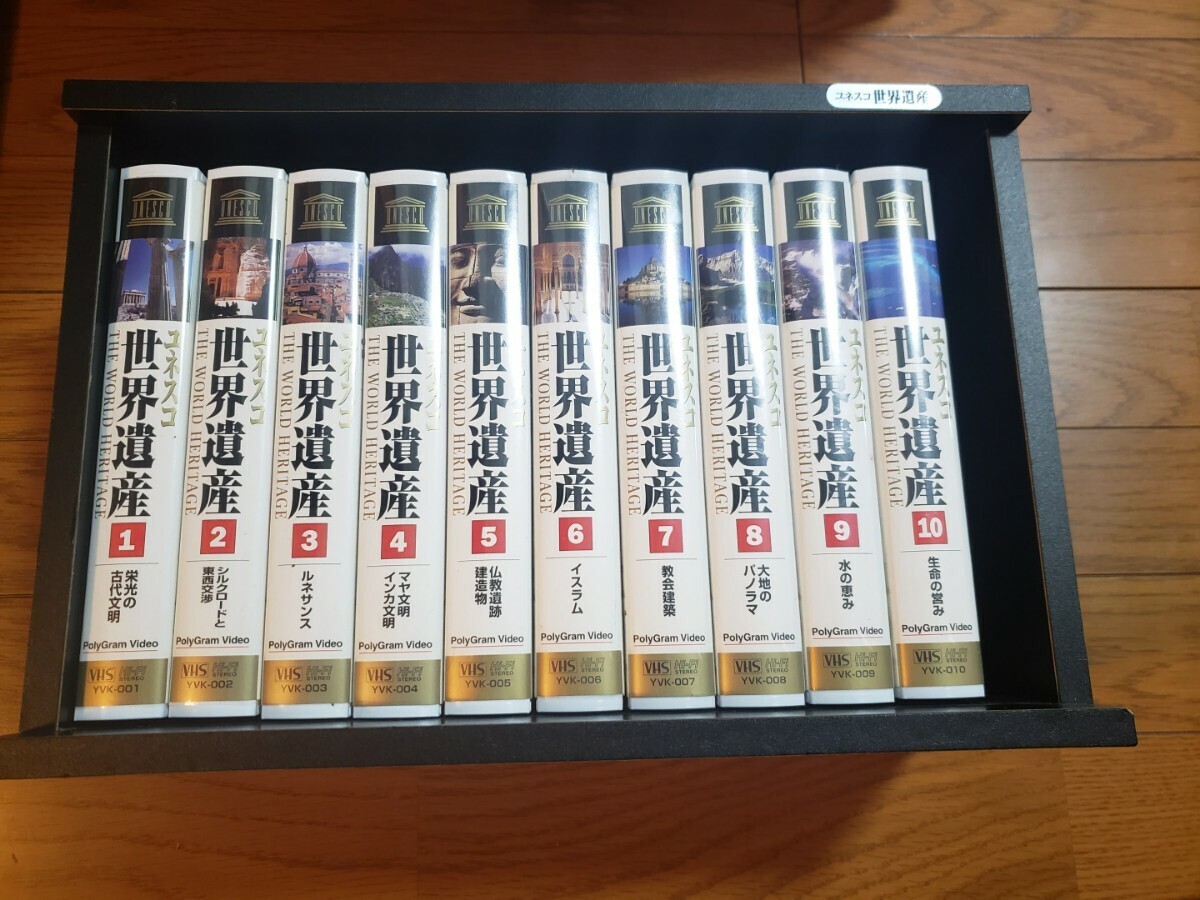 ユネスコ 世界遺産
UNESCO
ユネスコ
世界遺産
THE WORLD HERITAGE
1
栄光の
古代文明
PolyGram Video
VHS HI-FI STEREO
YVK-001
UNESCO
ユネスコ
世界遺産
THE WORLD HERITAGE
2
シルクロードと
東西交渉
PolyGram Video
VHS HI-FI STEREO
YVK-002
UNESCO
ユネスコ
世界遺産
THE WORLD HERITAGE
3
ルネサンス
PolyGram Video
VHS HI-FI STEREO
YVK-003
UNESCO
ユネスコ
世界遺産
THE WORLD HERITAGE
4
マヤ文明
インカ文明
PolyGram Video
VHS HI-FI STEREO
YVK-004
UNESCO
世界遺産
THE WORLD HERITAGE
5
仏教遺跡
建造物
PolyGram Video
VHS HI-FI STEREO
YVK-005
UNESCO
ユネスコ
世界遺産
THE WORLD HERITAGE
6
イスラム
PolyGram Video
VHS HI-FI STEREO
YVK-006
UNESCO
ユネスコ
世界遺産
THE WORLD HERITAGE
7
教会建築
PolyGram Video
VHS HI-FI STEREO
YVK-007
UNESCO
ユネスコ
世界遺産
THE WORLD HERITAGE
8
大地の
パノラマ
PolyGram Video
VHS HI-FI STEREO
YVK-008
UNESCO
ユネスコ
世界遺産
THE WORLD HERITAGE
9
水の恵み
PolyGram Video
VHS HI-FI STEREO
YVK-009
UNESCO
ユネスコ
世界遺産
THE WORLD HERITAGE
10
生命の営み
PolyGram Video
VHS HI-FI STEREO
YVK-010